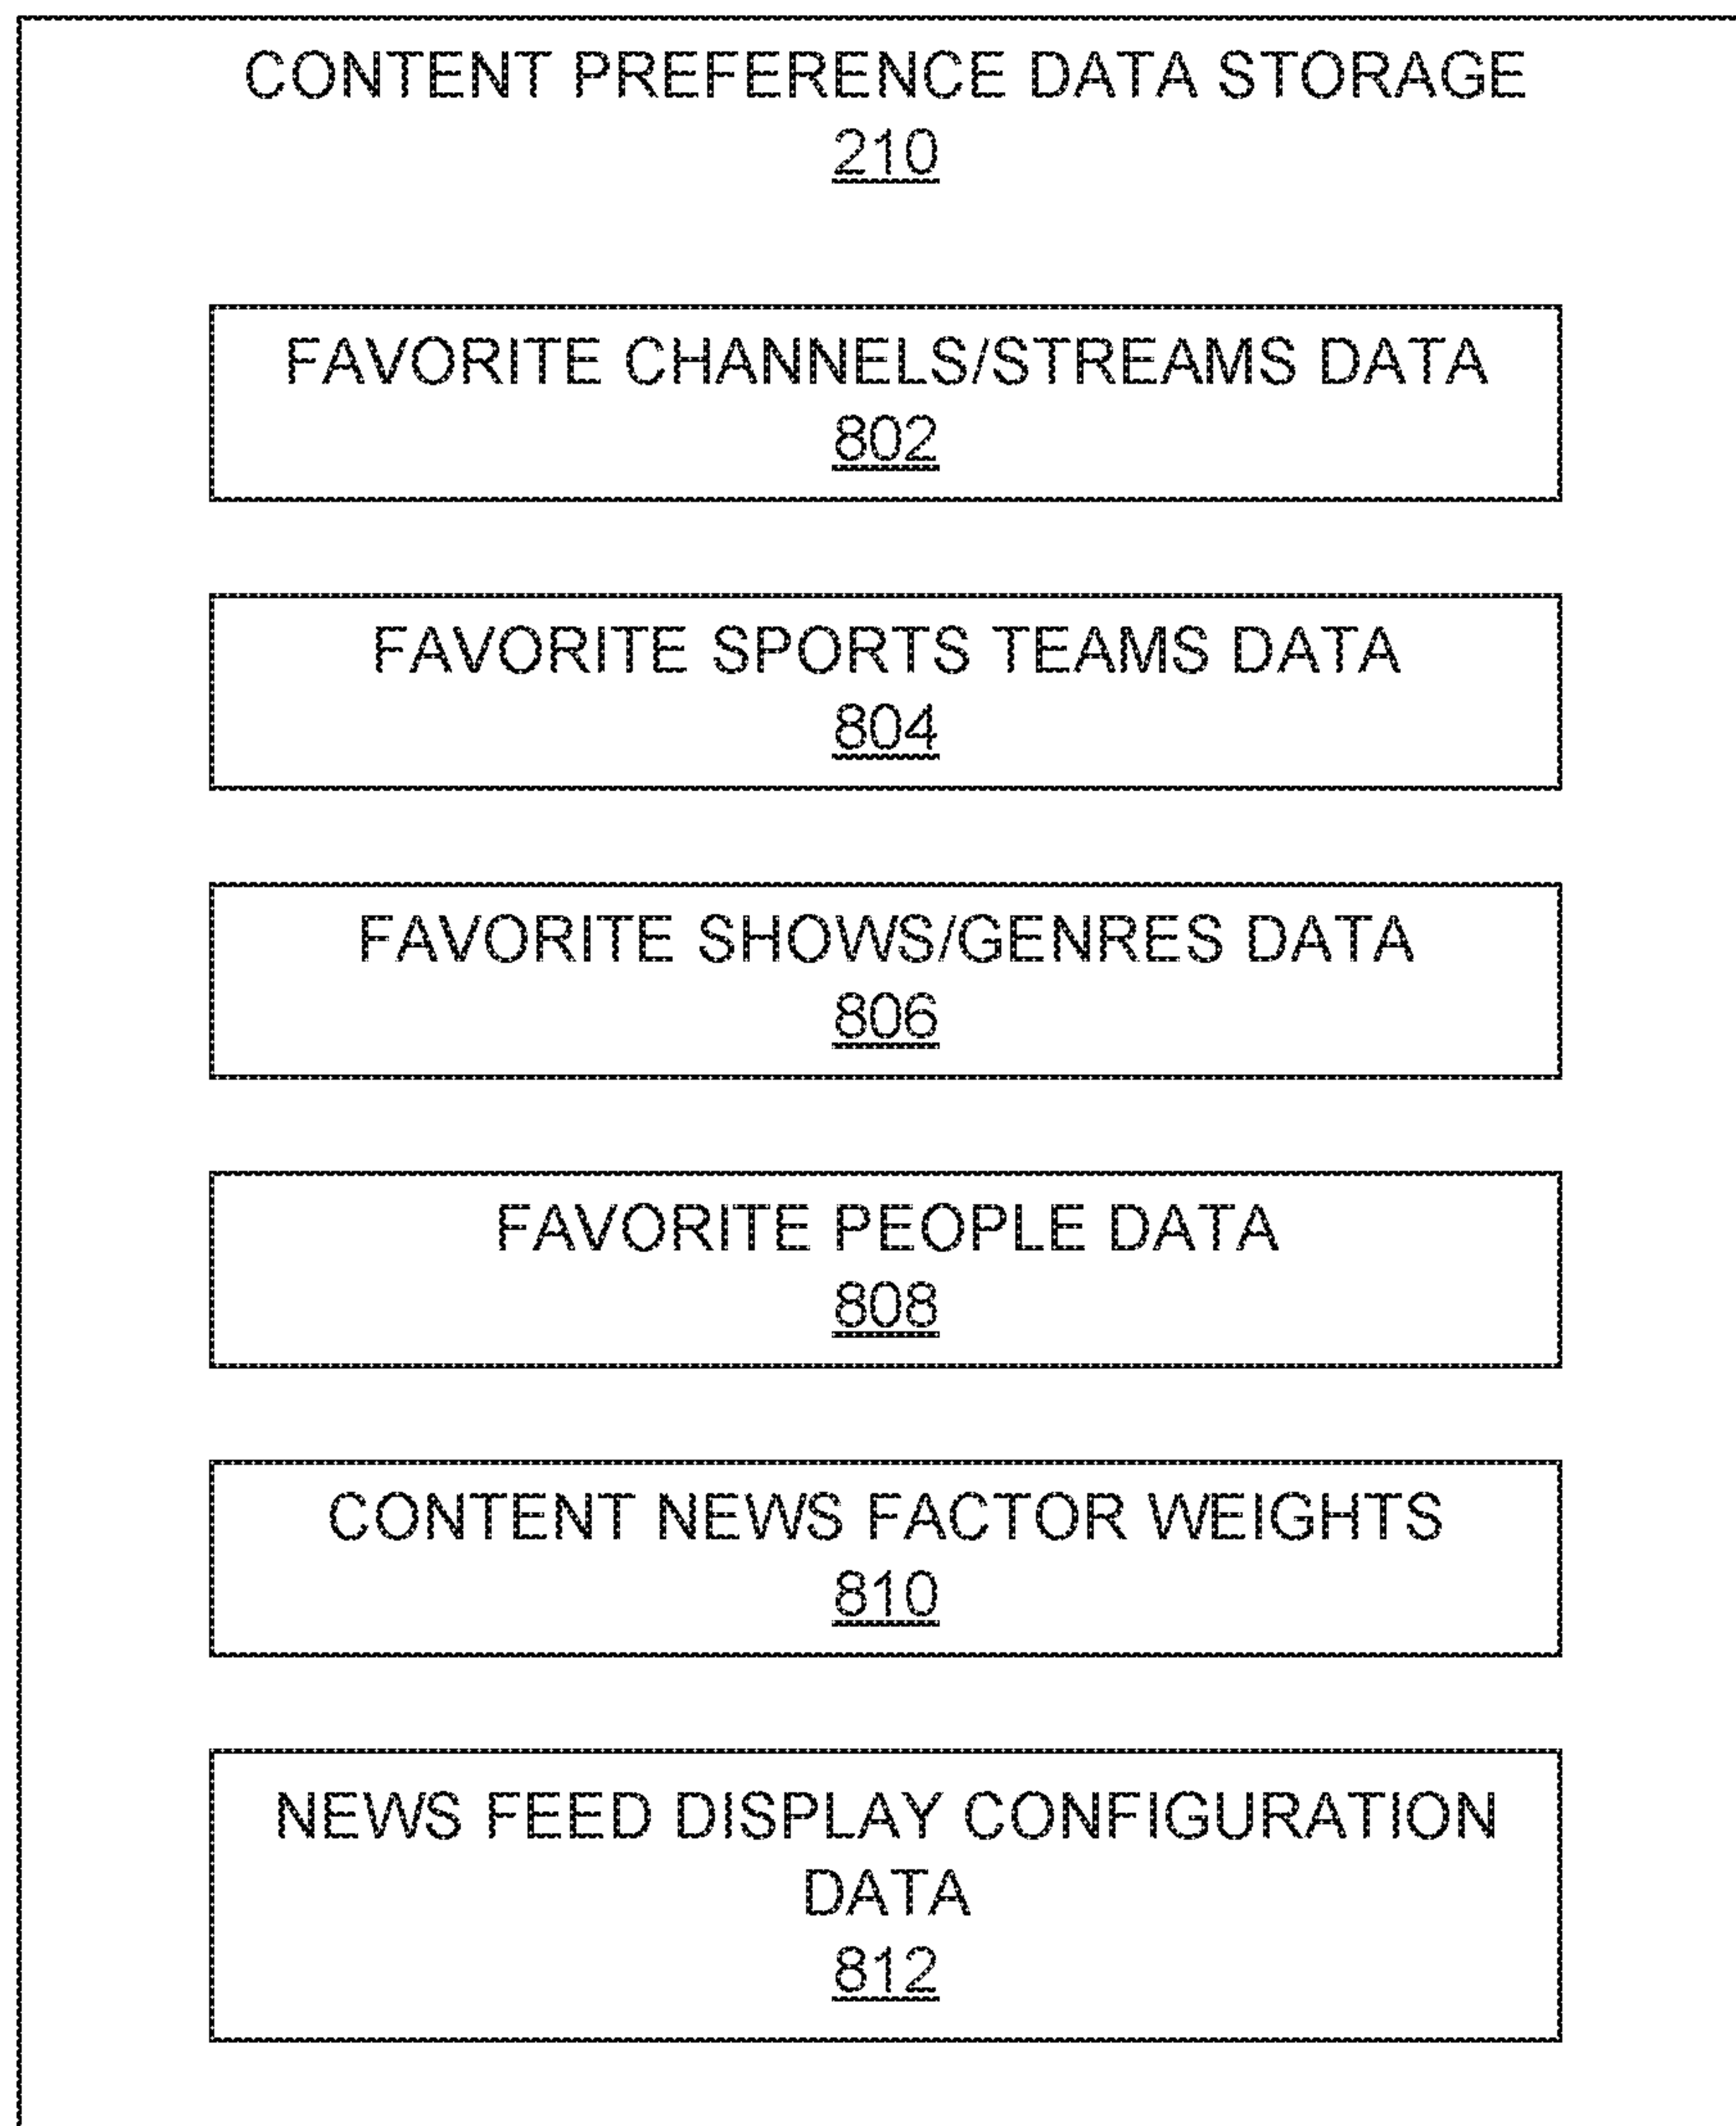 CONTENT PREFERENCE DATA STORAGE
210
FAVORITE CHANNELS/STREAMS DATA
802
FAVORITE SPORTS TEAMS DATA
804
FAVORITE SHOWS/GENRES DATA
806
FAVORITE PEOPLE DATA
808
CONTENT NEWS FACTOR WEIGHTS
810
NEWS FEED DISPLAY CONFIGURATION
DATA
812